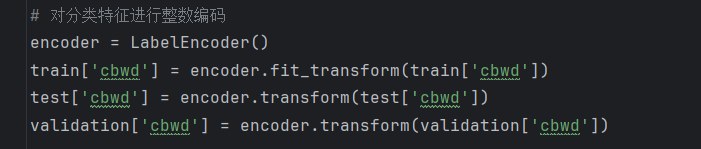 # 对分类特征进行整数编码
encoder = LabelEncoder()
train['cbwd'] = encoder.fit_transform(train['cbwd'])
test['cbwd'] = encoder.transform(test['cbwd'])
validation['cbwd'] = encoder.transform(validation['cbwd'])